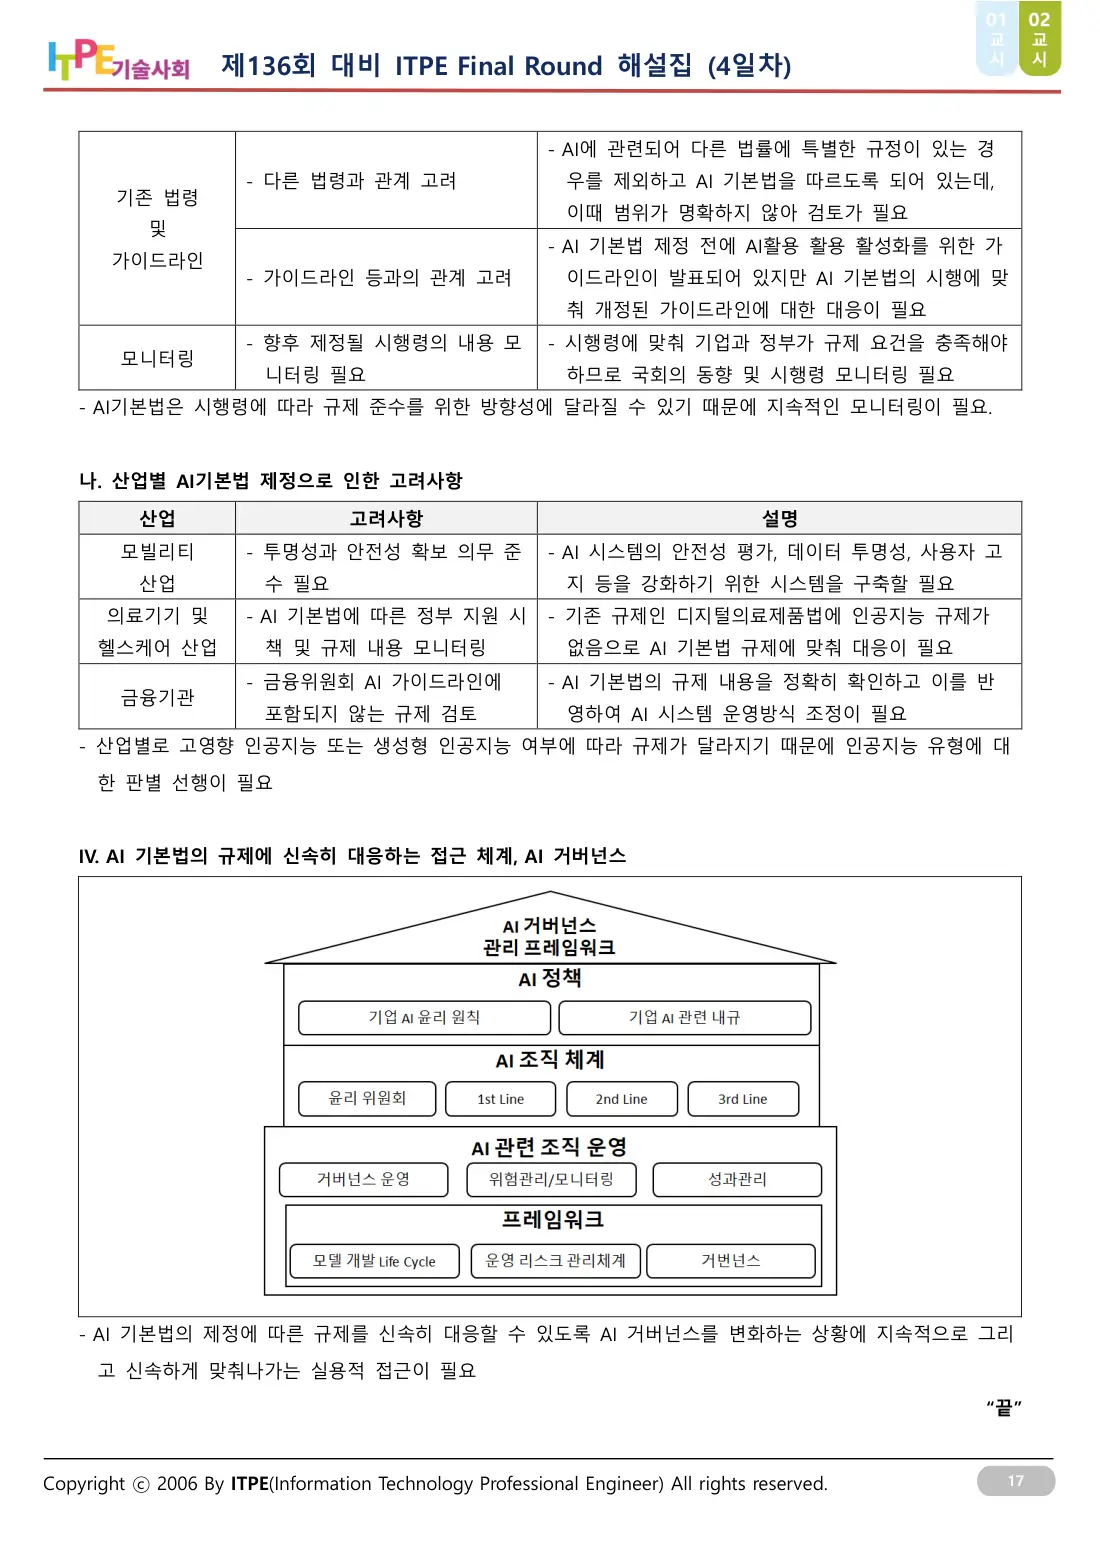 ITPE기술사회 제136회 대비 ITPE Final Round 해설집 (4일차)
01
교
시
02
교
시
기존 법령
및
가이드라인
- 다른 법령과 관계 고려
- AI에 관련되어 다른 법률에 특별한 규정이 있는 경
우를 제외하고 AI 기본법을 따르도록 되어 있는데,
이때 범위가 명확하지 않아 검토가 필요
- 가이드라인 등과의 관계 고려
- AI 기본법 제정 전에 AI활용 활용 활성화를 위한 가
이드라인이 발표되어 있지만 AI 기본법의 시행에 맞
춰 개정된 가이드라인에 대한 대응이 필요
모니터링
- 향후 제정될 시행령의 내용 모
니터링 필요
- 시행령에 맞춰 기업과 정부가 규제 요건을 충족해야
하므로 국회의 동향 및 시행령 모니터링 필요
- AI기본법은 시행령에 따라 규제 준수를 위한 방향성에 달라질 수 있기 때문에 지속적인 모니터링이 필요.
나. 산업별 AI기본법 제정으로 인한 고려사항
산업
고려사항
설명
모빌리티
산업
- 투명성과 안전성 확보 의무 준
수 필요
- AI 시스템의 안전성 평가, 데이터 투명성, 사용자 고
지 등을 강화하기 위한 시스템을 구축할 필요
의료기기 및
헬스케어 산업
- AI 기본법에 따른 정부 지원 시
책 및 규제 내용 모니터링
- 기존 규제인 디지털의료제품법에 인공지능 규제가
없음으로 AI 기본법 규제에 맞춰 대응이 필요
금융기관
- 금융위원회 AI 가이드라인에
포함되지 않는 규제 검토
- AI 기본법의 규제 내용을 정확히 확인하고 이를 반
영하여 AI 시스템 운영방식 조정이 필요
- 산업별로 고영향 인공지능 또는 생성형 인공지능 여부에 따라 규제가 달라지기 때문에 인공지능 유형에 대
한 판별 선행이 필요
IV. AI 기본법의 규제에 신속히 대응하는 접근 체계, AI 거버넌스
AI 거버넌스
관리 프레임워크
AI 정책
기업 AI 윤리 원칙
기업 AI 관련 내규
AI 조직 체계
윤리 위원회
1st Line
2nd Line
3rd Line
AI 관련 조직 운영
거버넌스 운영
위험관리/모니터링
성과관리
프레임워크
모델 개발 Life Cycle
운영 리스크 관리체계
거번넌스
- AI 기본법의 제정에 따른 규제를 신속히 대응할 수 있도록 AI 거버넌스를 변화하는 상황에 지속적으로 그리
고 신속하게 맞춰나가는 실용적 접근이 필요
“끝”
Copyright ⓒ 2006 By ITPE(Information Technology Professional Engineer) All rights reserved.
17